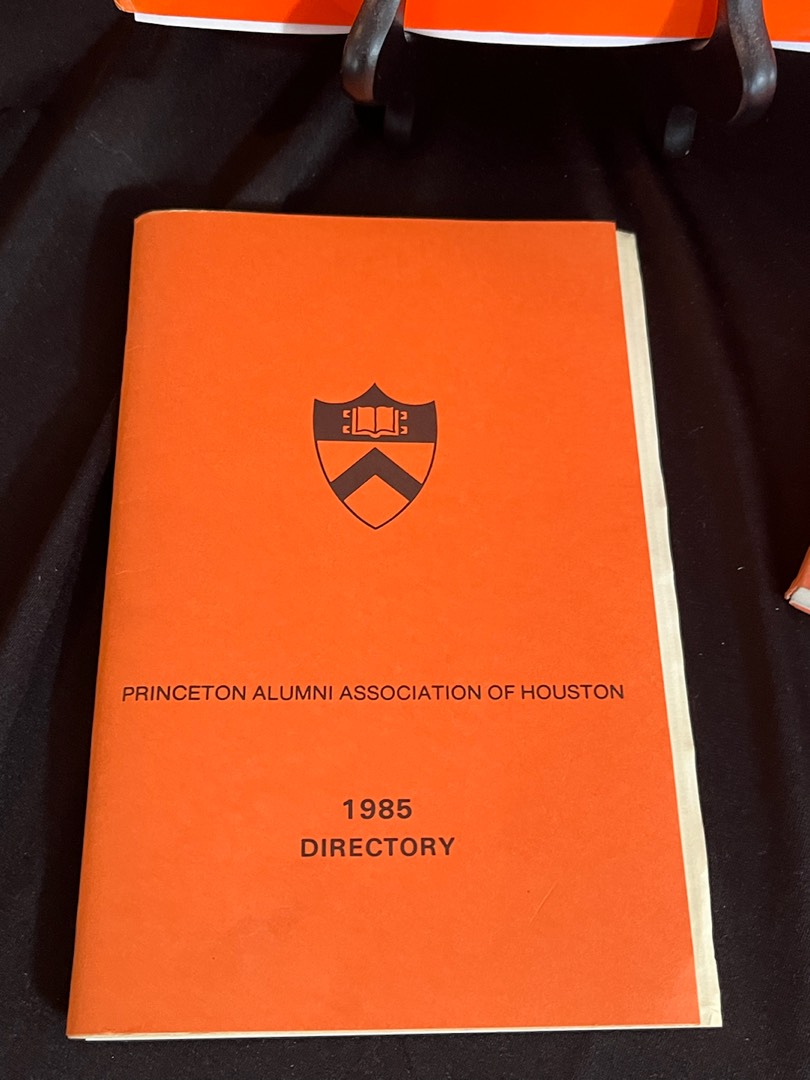 PRINCETON ALUMNI ASSOCIATION OF HOUSTON
1985
DIRECTORY